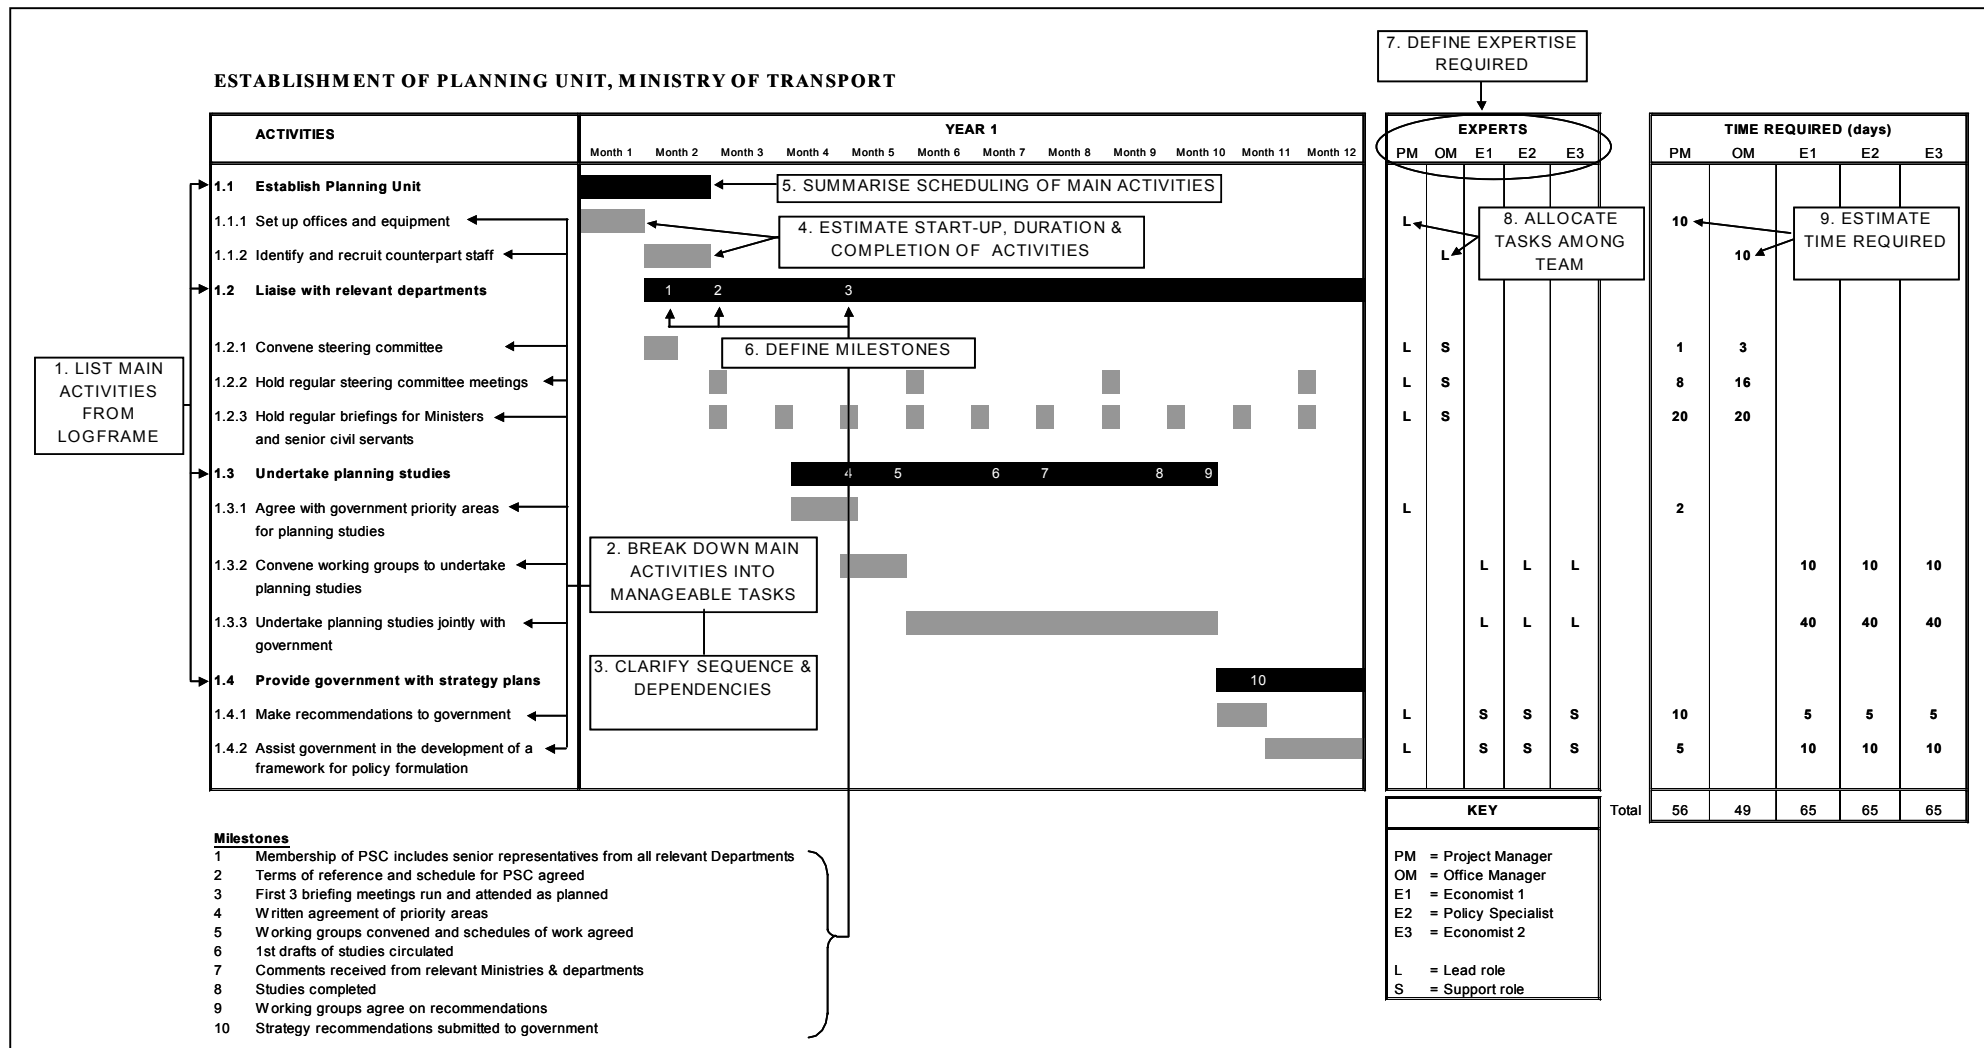 7. DEFINE EXPERTISE
REQUIRED
ESTABLISHMENT OF PLANNING UNIT, MINISTRY OF TRANSPORT
ACTIVITIES
YEAR 1
Month 1 Month 2 Month 3 Month 4 Month 5 Month 6 Month 7 Month 8 Month 9 Month 10 Month 11 Month 12
EXPERTS
PM OM E1 E2 E3
TIME REQUIRED (days)
PM OM E1 E2 E3
1.1 Establish Planning Unit
5. SUMMARISE SCHEDULING OF MAIN ACTIVITIES
1.1.1 Set up offices and equipment
L
10
4. ESTIMATE START-UP, DURATION &
COMPLETION OF ACTIVITIES
8. ALLOCATE
TASKS AMONG
TEAM
9. ESTIMATE
TIME REQUIRED
1.1.2 Identify and recruit counterpart staff
L
10
1.2 Liaise with relevant departments
1 2 3
6. DEFINE MILESTONES
1. LIST MAIN
ACTIVITIES
FROM
LOGFRAME
1.2.1 Convene steering committee
L S
1 3
1.2.2 Hold regular steering committee meetings
L S
8 16
1.2.3 Hold regular briefings for Ministers
and senior civil servants
L S
20 20
1.3 Undertake planning studies
4 5 6 7 8 9
1.3.1 Agree with government priority areas
for planning studies
L
2
2. BREAK DOWN MAIN
ACTIVITIES INTO
MANAGEABLE TASKS
1.3.2 Convene working groups to undertake
planning studies
L L L
10 10 10
1.3.3 Undertake planning studies jointly with
government
L L L
40 40 40
3. CLARIFY SEQUENCE &
DEPENDENCIES
1.4 Provide government with strategy plans
10
1.4.1 Make recommendations to government
L S S S
10 5 5 5
1.4.2 Assist government in the development of a
framework for policy formulation
L S S S
5 10 10 10
Total 56 49 65 65 65
KEY
PM = Project Manager
OM = Office Manager
E1 = Economist 1
E2 = Policy Specialist
E3 = Economist 2
L = Lead role
S = Support role
Milestones
1 Membership of PSC includes senior representatives from all relevant Departments
2 Terms of reference and schedule for PSC agreed
3 First 3 briefing meetings run and attended as planned
4 Written agreement of priority areas
5 Working groups convened and schedules of work agreed
6 1st drafts of studies circulated
7 Comments received from relevant Ministries & departments
8 Studies completed
9 Working groups agree on recommendations
10 Strategy recommendations submitted to government